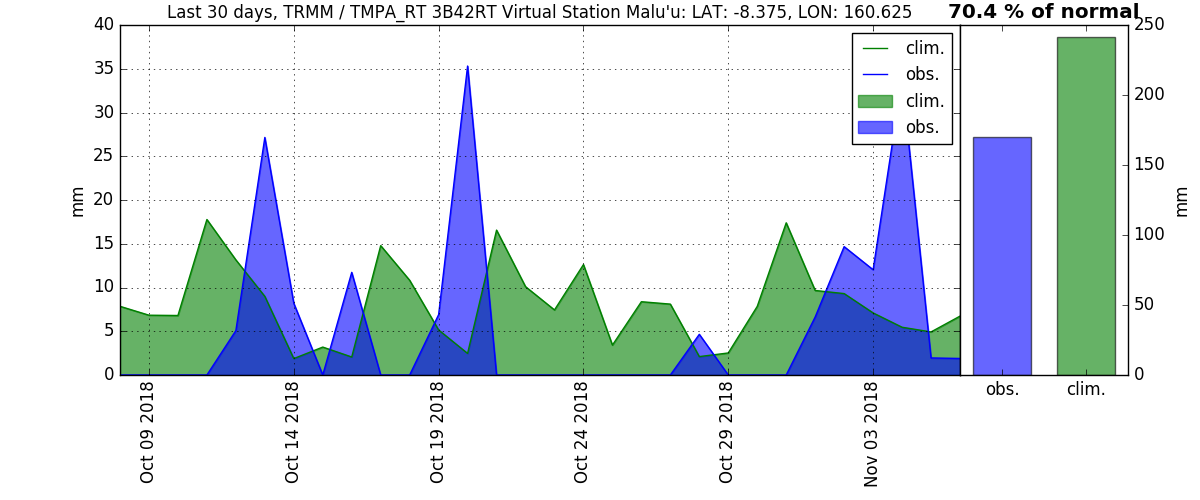 Last 30 days, TRMM / TMPA_RT 3B42RT Virtual Station Malu'u: LAT: -8.375, LON: 160.625
70.4 % of normal
40
35
30
25
20
15
10
5
0
mm
clim.
obs.
clim.
obs.
250
200
150
100
50
0
mm
obs.
clim.
Oct 09 2018
Oct 14 2018
Oct 19 2018
Oct 24 2018
Oct 29 2018
Nov 03 2018